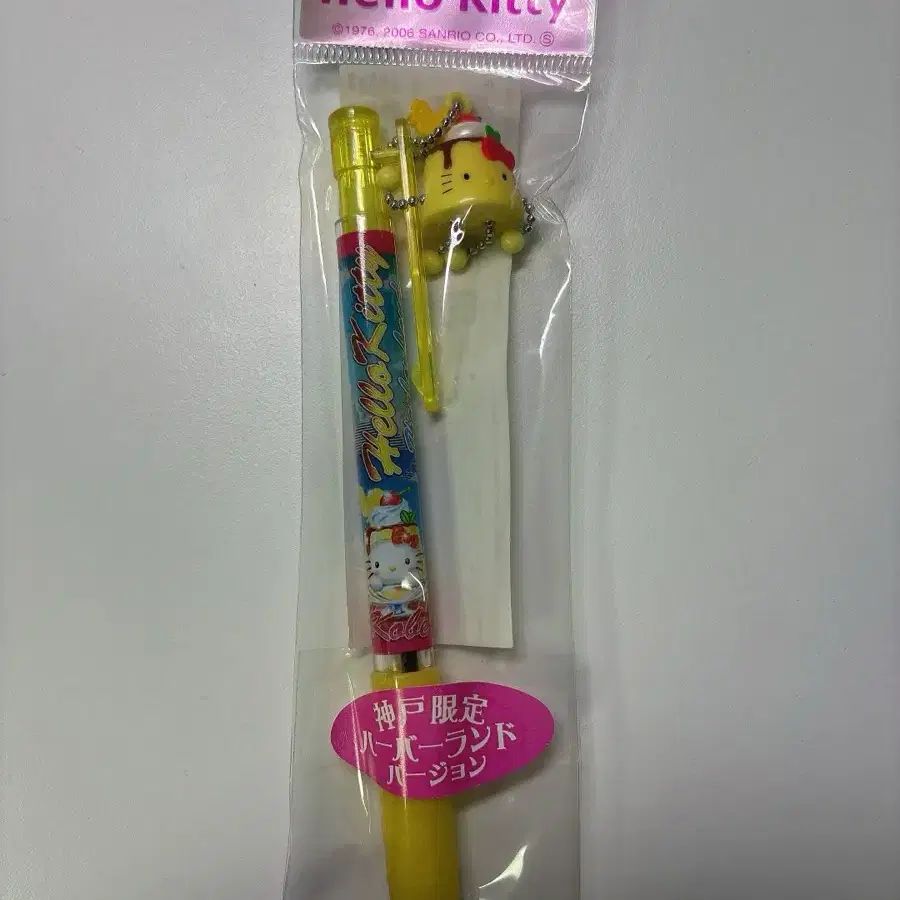 Hello Kitty
©1976, 2006 SANRIO CO., LTD. Ⓢ
Hello Kitty
Kobe
神戸限定
ハーバーランド
バージョン